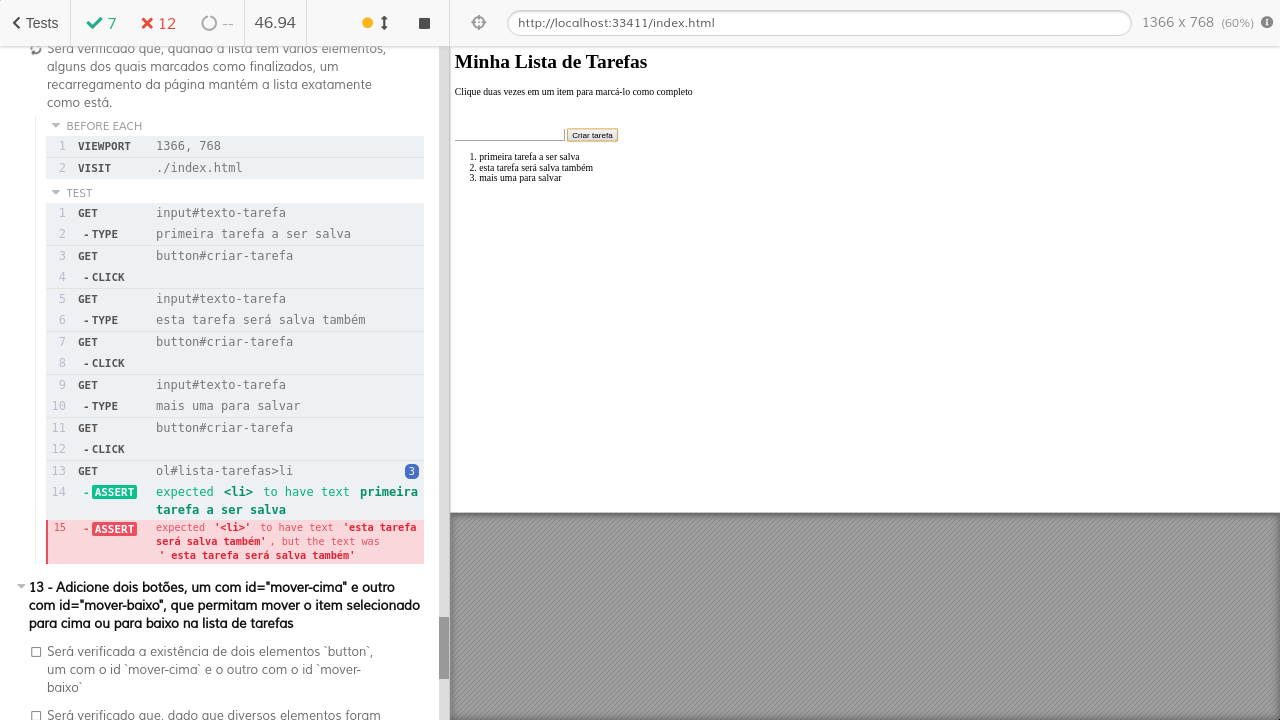 Tests 7 12 -- 46.94 http://localhost:33411/index.html 1366 x 768 (60%)
Será verificado que, quando a lista tem vários elementos,
alguns dos quais marcados como finalizados, um
recarregamento da página mantém a lista exatamente
como está.
BEFORE EACH
1 VIEWPORT 1366, 768
2 VISIT ./index.html
TEST
1 GET input#texto-tarefa
2 - TYPE primeira tarefa a ser salva
3 GET button#criar-tarefa
4 - CLICK
5 GET input#texto-tarefa
6 - TYPE esta tarefa será salva também
7 GET button#criar-tarefa
8 - CLICK
9 GET input#texto-tarefa
10 - TYPE mais uma para salvar
11 GET button#criar-tarefa
12 - CLICK
13 GET ol#lista-tarefas>li 3
14 - ASSERT expected <li> to have text primeira
tarefa a ser salva
15 - ASSERT expected '<li>' to have text 'esta tarefa
será salva também', but the text was
' esta tarefa será salva também'
13 - Adicione dois botões, um com id="mover-cima" e outro
com id="mover-baixo", que permitam mover o item selecionado
para cima ou para baixo na lista de tarefas
Será verificada a existência de dois elementos `button`,
um com o id `mover-cima` e o outro com o id `mover-
baixo`
Será verificado que, dado que diversos elementos foram
Minha Lista de Tarefas
Clique duas vezes em um item para marcá-lo como completo
Criar tarefa
1. primeira tarefa a ser salva
2. esta tarefa será salva também
3. mais uma para salvar